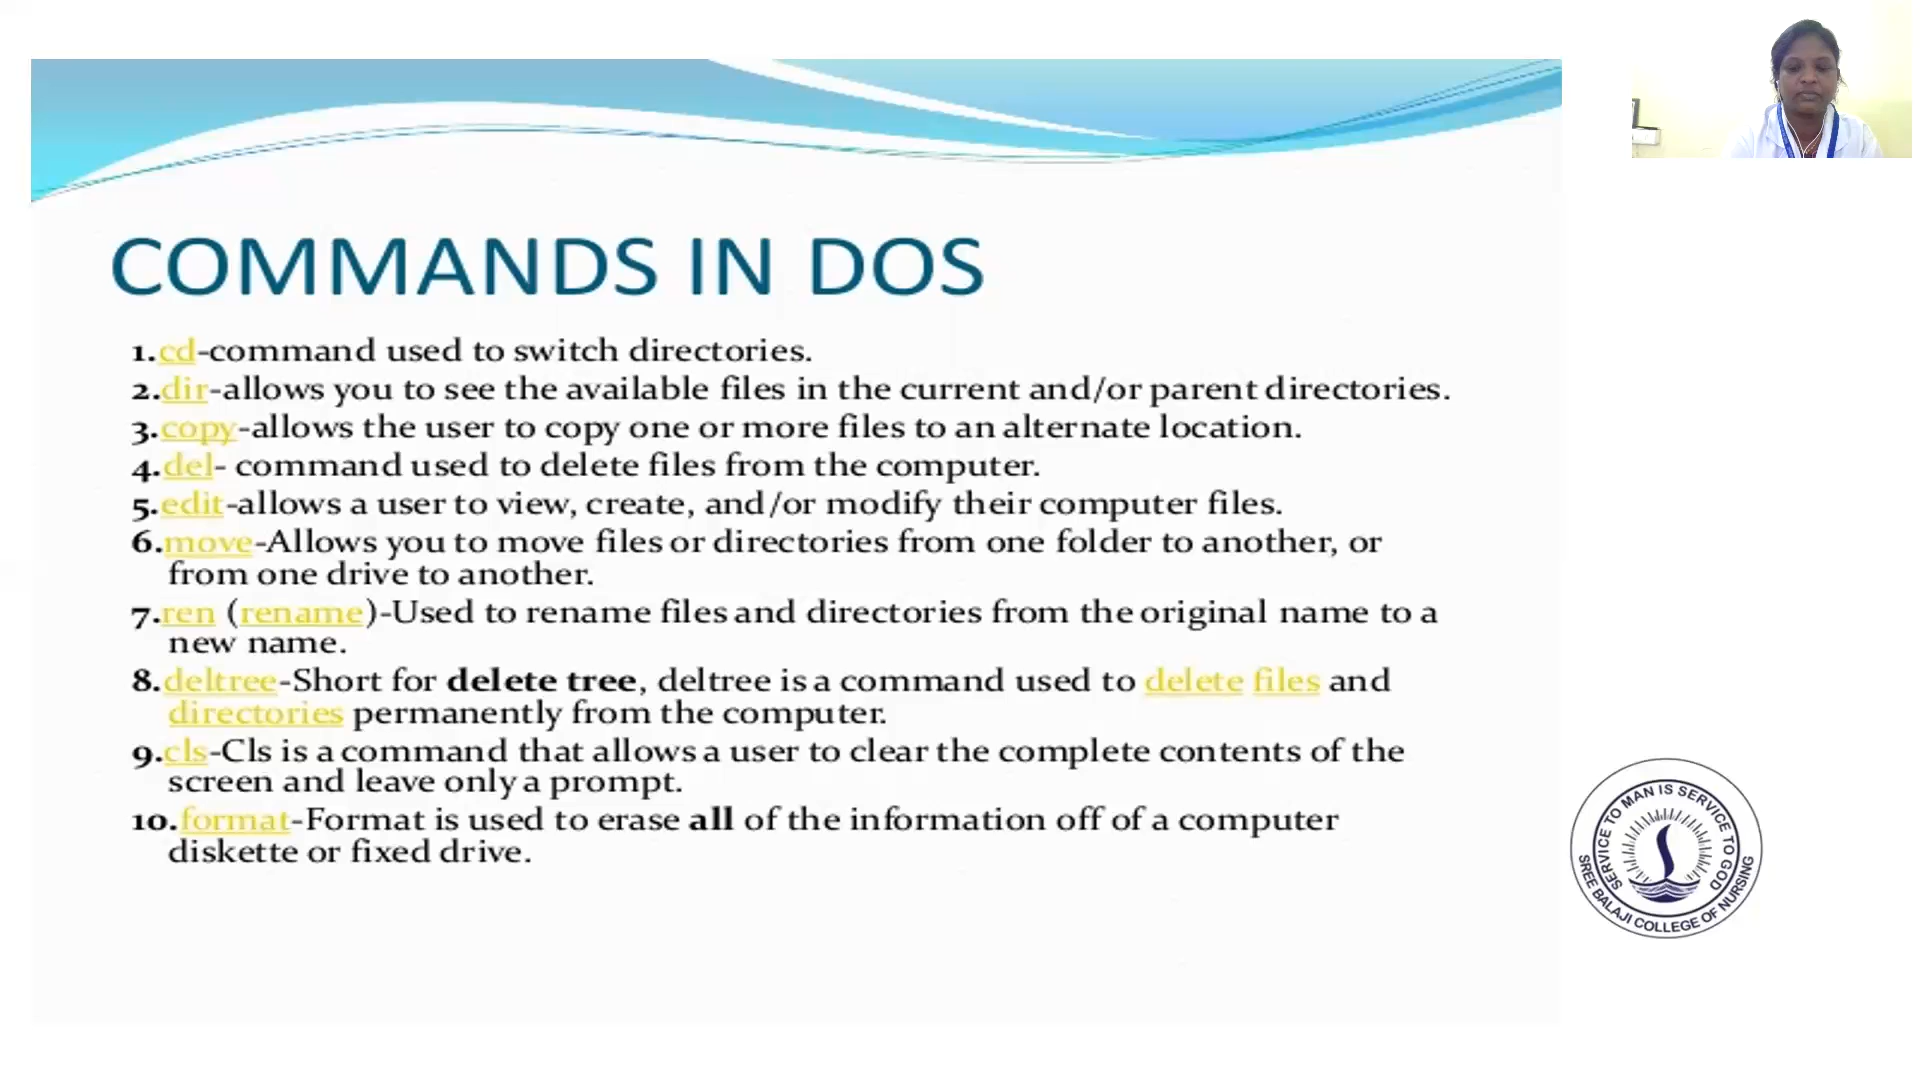 COMMANDS IN DOS
1.cd-command used to switch directories.
2.dir-allows you to see the available files in the current and/or parent directories.
3.copy-allows the user to copy one or more files to an alternate location.
4.del- command used to delete files from the computer.
5.edit-allows a user to view, create, and/or modify their computer files.
6.move-Allows you to move files or directories from one folder to another, or
from one drive to another.
7.ren (rename)-Used to rename files and directories from the original name to a
new name.
8.deltree-Short for delete tree, deltree is a command used to delete files and
directories permanently from the computer.
9.cls-Cls is a command that allows a user to clear the complete contents of the
screen and leave only a prompt.
10.format-Format is used to erase all of the information off of a computer
diskette or fixed drive.
SERVICE TO MAN IS SERVICE TO GOD
SREE BALAJI COLLEGE OF NURSING